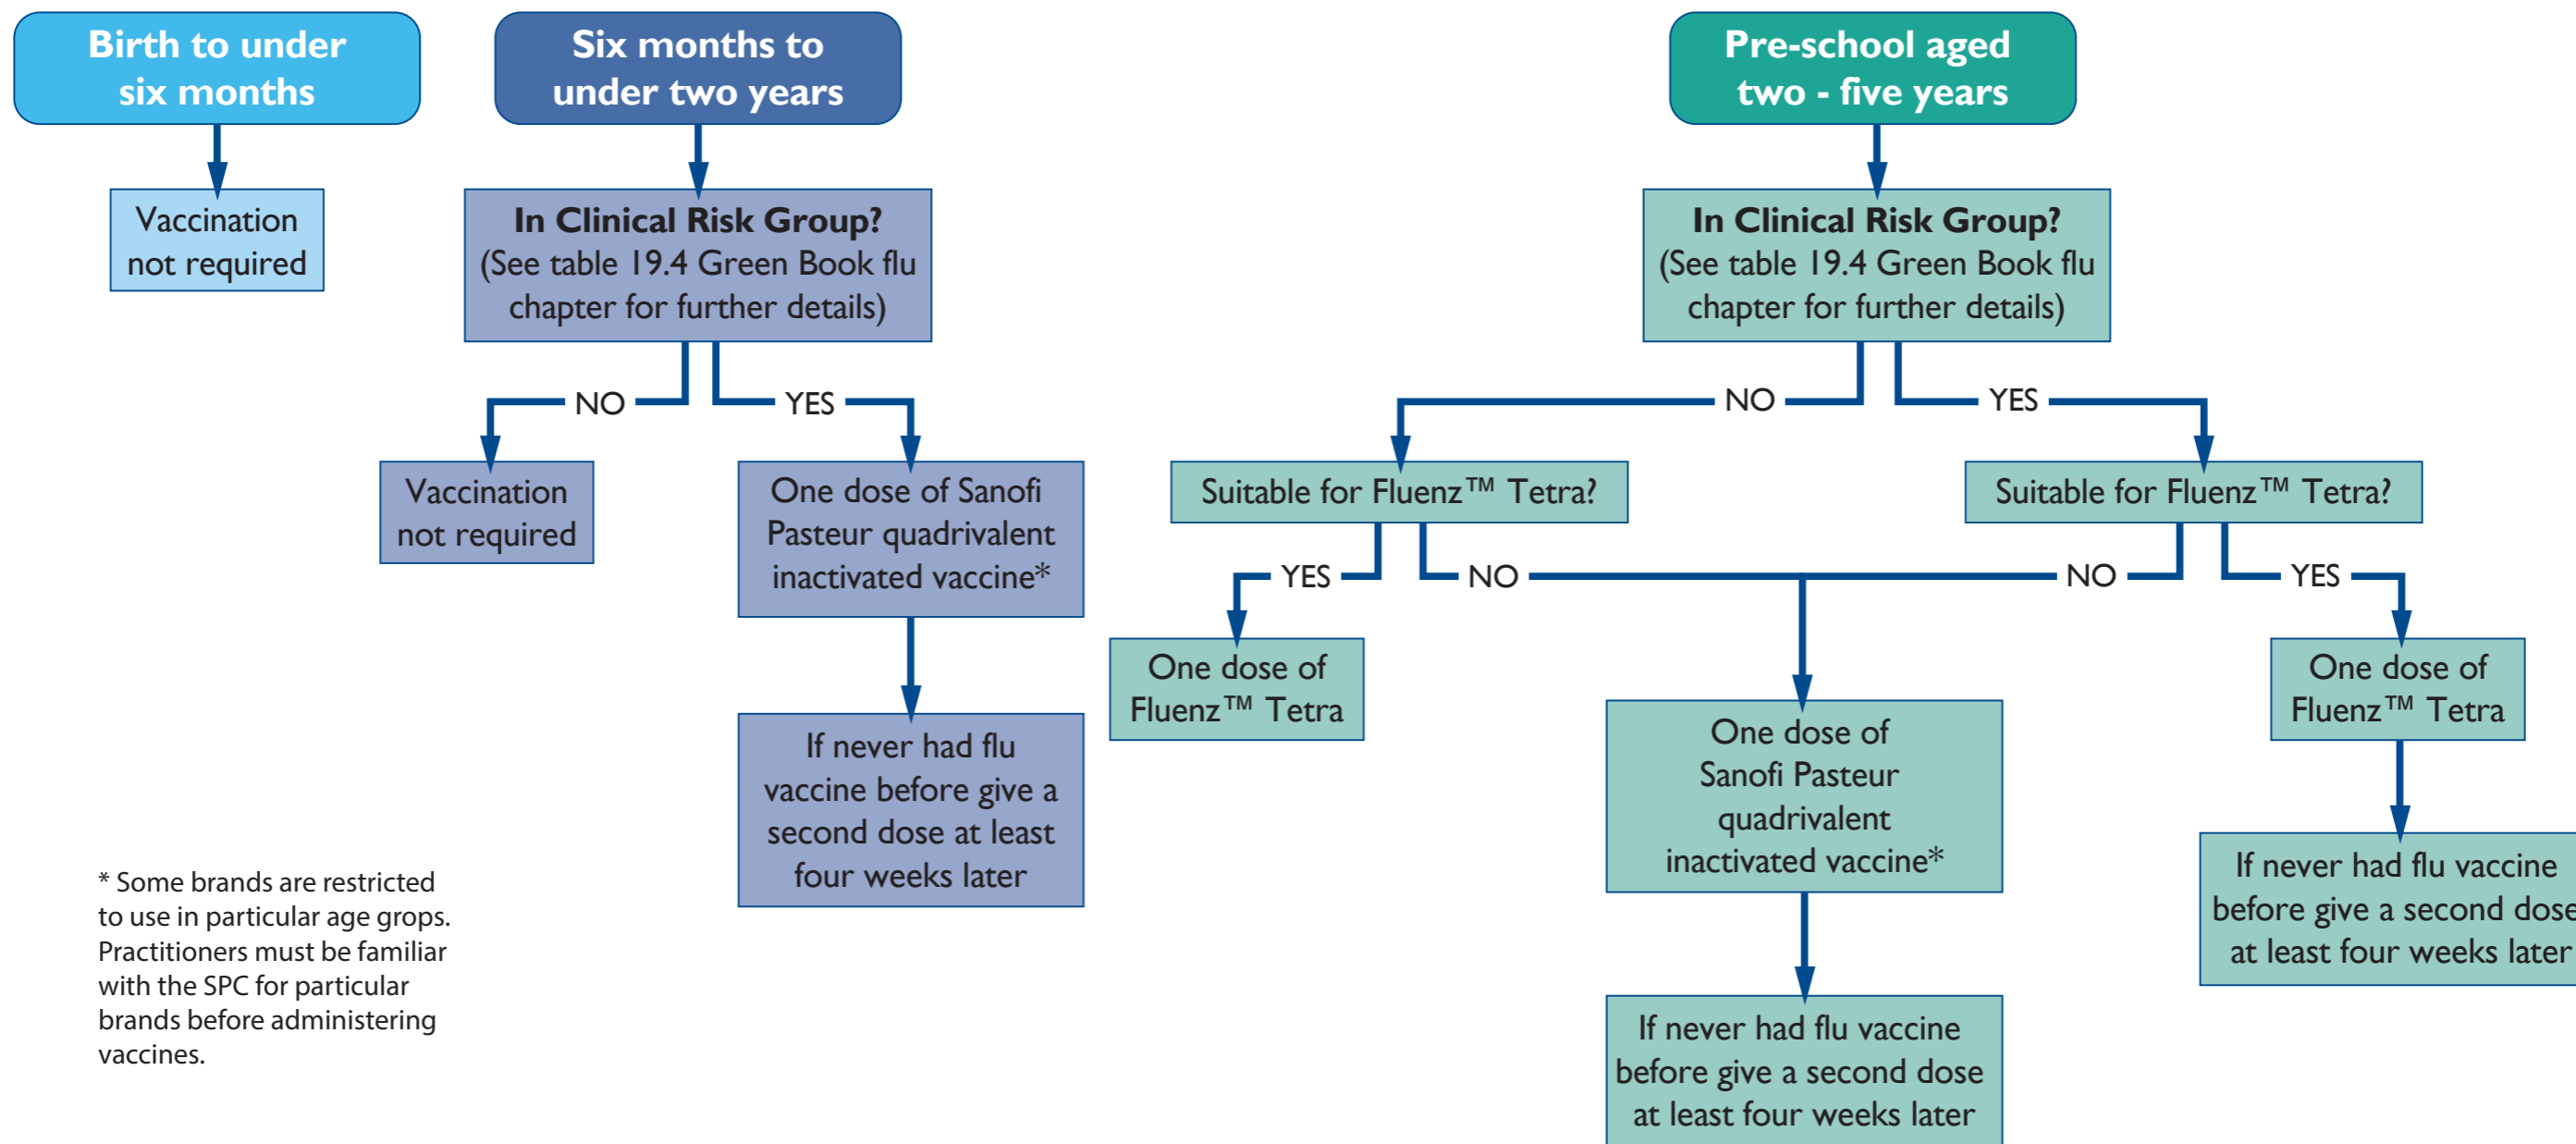 Birth to under
six months
Vaccination
not required
Six months to
under two years
In Clinical Risk Group?
(See table 19.4 Green Book flu
chapter for further details)
NO
YES
Vaccination
not required
One dose of Sanofi
Pasteur quadrivalent
inactivated vaccine*
If never had flu
vaccine before give a
second dose at least
four weeks later
Pre-school aged
two - five years
In Clinical Risk Group?
(See table 19.4 Green Book flu
chapter for further details)
NO
YES
Suitable for Fluenz™ Tetra?
Suitable for Fluenz™ Tetra?
YES
NO
NO
YES
One dose of
Fluenz™ Tetra
One dose of
Sanofi Pasteur
quadrivalent
inactivated vaccine*
If never had flu vaccine
before give a second dose
at least four weeks later
One dose of
Fluenz™ Tetra
If never had flu vaccine
before give a second dose
at least four weeks later
* Some brands are restricted
to use in particular age grops.
Practitioners must be familiar
with the SPC for particular
brands before administering
vaccines.